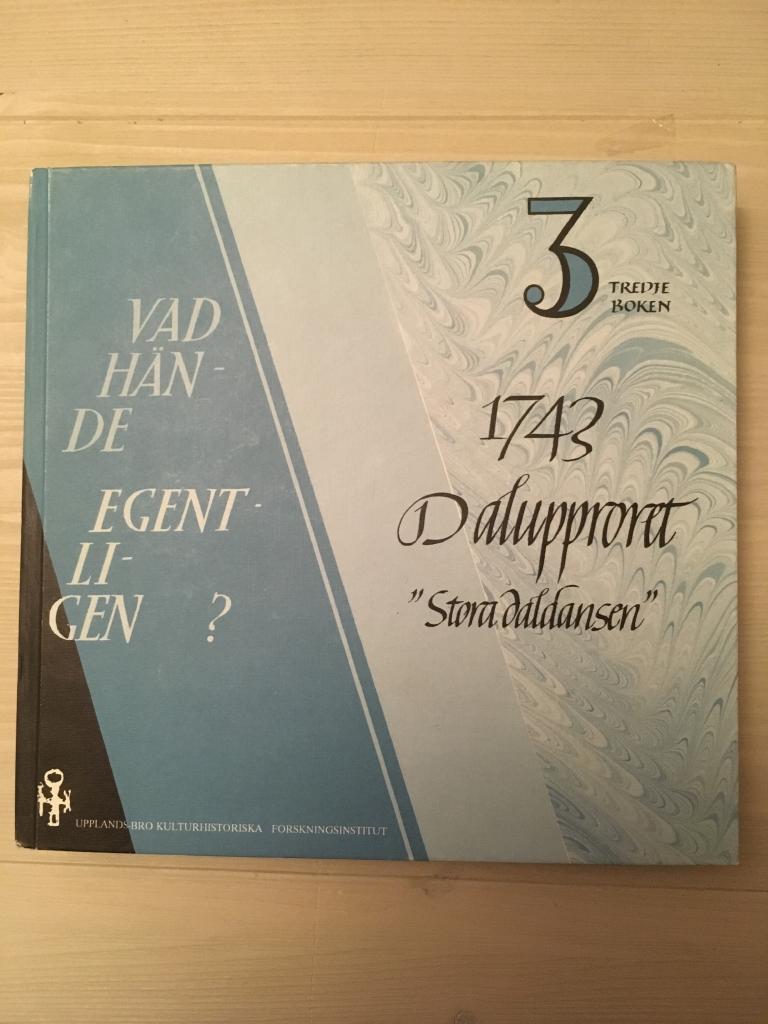 VAD
HÄN-
DE
EGENT-
LI-
GEN ?
3
TREDJE
BOKEN
1743
Dalupproret
"Stora daldansen"
UPPLANDS-BRO KULTURHISTORISKA FORSKNINGSINSTITUT